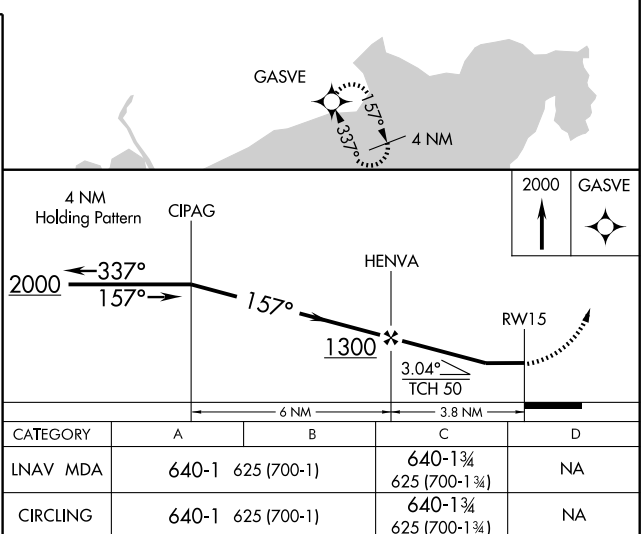 GASVE
157°
337°
4 NM
4 NM
Holding Pattern
CIPAG
2000
GASVE
2000
337°
157°
157°
HENVA
1300
RW15
3.04°
TCH 50
6 NM
3.8 NM
CATEGORY A B C D
LNAV MDA 640-1 625 (700-1) 640-1¾ 625 (700-1¾) NA
CIRCLING 640-1 625 (700-1) 640-1¾ 625 (700-1¾) NA